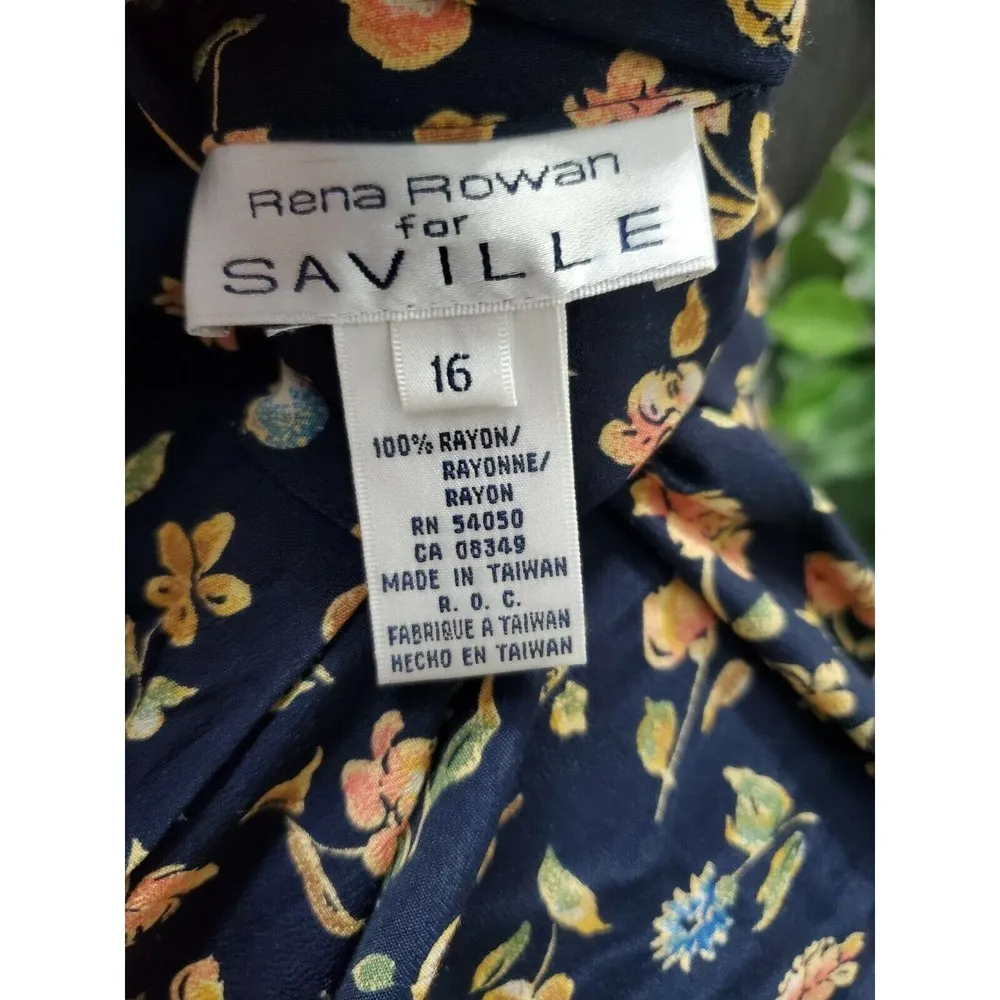 Rena Rowan
for
SAVILLE
16
100% RAYON/
RAYONNE/
RAYON
RN 54050
CA 08349
MADE IN TAIWAN
R. O. C.
FABRIQUE A TAIWAN
HECHO EN TAIWAN